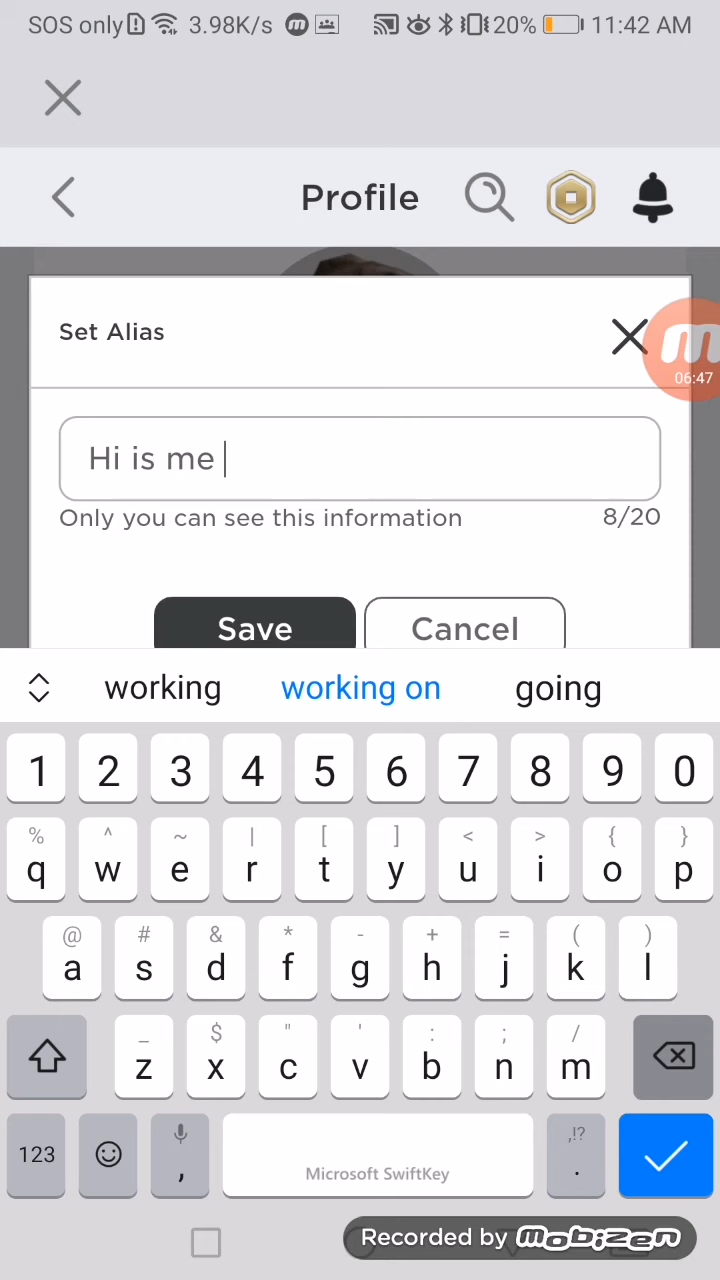 SOS only 3.98K/s 20% 11:42 AM
Profile
Set Alias
06:47
Hi is me
Only you can see this information 8/20
Save Cancel
working working on going
1 2 3 4 5 6 7 8 9 0
% ^ ~ | [ ] < > { }
q w e r t y u i o p
@ # & * - + = ( )
a s d f g h j k l
_ $ " ' : ; /
z x c v b n m
123 , Microsoft SwiftKey ,!? .
Recorded by mobizen